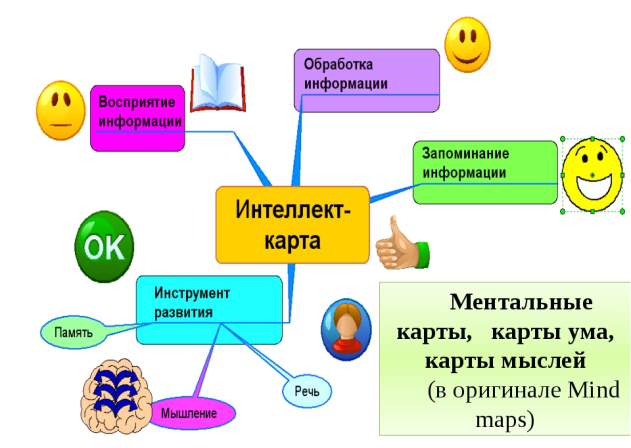 Обработка
информации
Восприятие
информации
Запоминание
информации
Интеллект-
карта
OK
Инструмент
развития
Память
Мышление
Речь
Ментальные
карты, карты ума,
карты мыслей
(в оригинале Mind
maps)